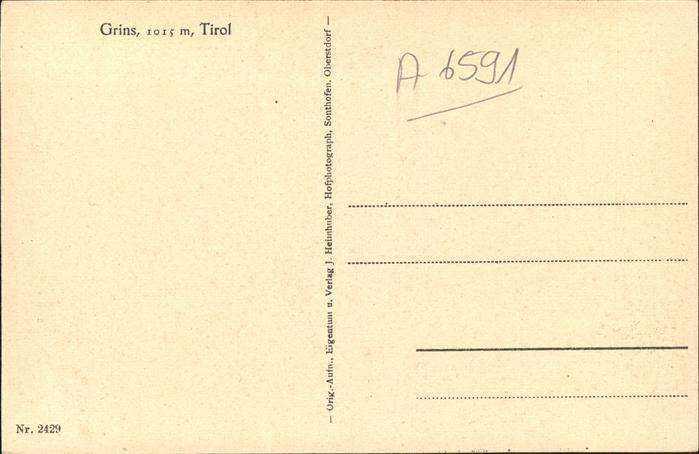 Grins, 1015 m, Tirol
A 6591
— Orig.-Aufn., Eigentum u. Verlag J. Heimhuber, Hofphotograph, Sonthofen, Oberstdorf —
Nr. 2429